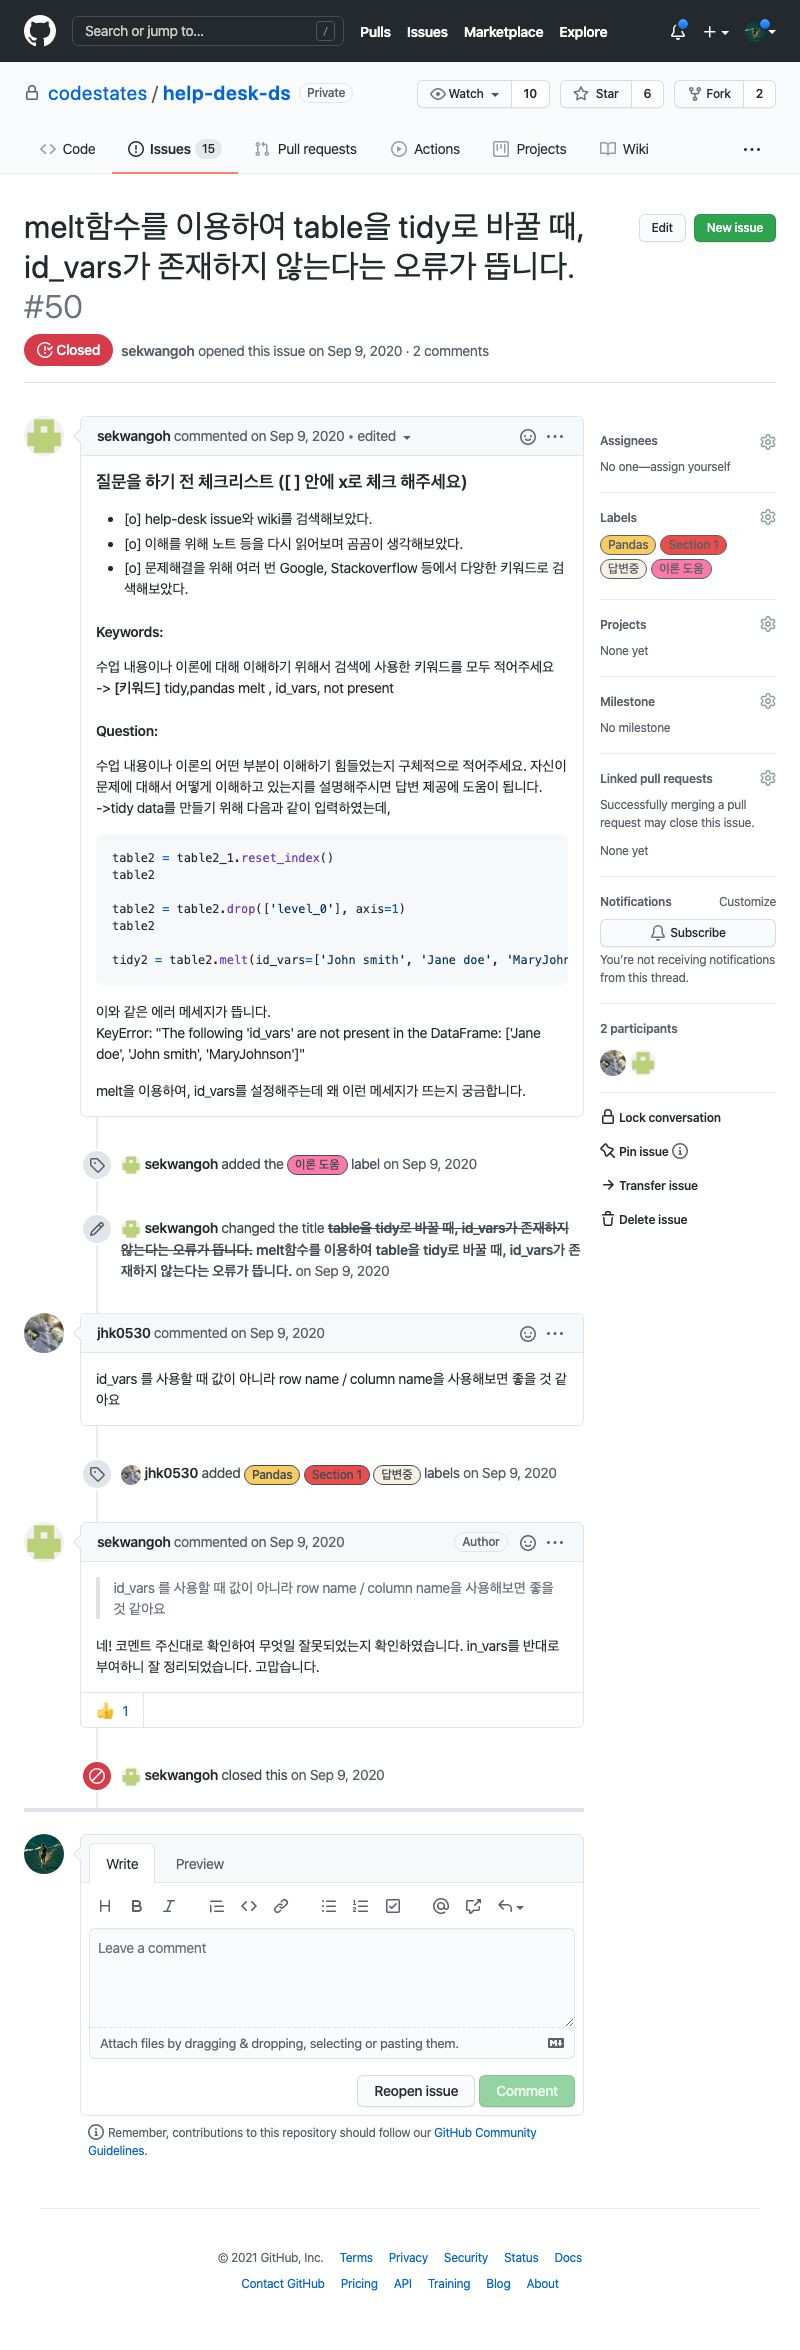 Search or jump to... /
Pulls Issues Marketplace Explore
codestates / help-desk-ds Private
Watch 10 Star 6 Fork 2
Code Issues 15 Pull requests Actions Projects Wiki ...
melt함수를 이용하여 table을 tidy로 바꿀 때,
id_vars가 존재하지 않는다는 오류가 뜹니다.
#50
Edit New issue
Closed sekwangoh opened this issue on Sep 9, 2020 · 2 comments
sekwangoh commented on Sep 9, 2020 • edited
질문을 하기 전 체크리스트 ([ ] 안에 x로 체크 해주세요)
• [o] help-desk issue와 wiki를 검색해보았다.
• [o] 이해를 위해 노트 등을 다시 읽어보며 곰곰이 생각해보았다.
• [o] 문제해결을 위해 여러 번 Google, Stackoverflow 등에서 다양한 키워드로 검
색해보았다.
Keywords:
수업 내용이나 이론에 대해 이해하기 위해서 검색에 사용한 키워드를 모두 적어주세요
-> [키워드] tidy,pandas melt , id_vars, not present
Question:
수업 내용이나 이론의 어떤 부분이 이해하기 힘들었는지 구체적으로 적어주세요. 자신이
문제에 대해서 어떻게 이해하고 있는지를 설명해주시면 답변 제공에 도움이 됩니다.
->tidy data를 만들기 위해 다음과 같이 입력하였는데,
table2 = table2_1.reset_index()
table2
table2 = table2.drop(['level_0'], axis=1)
table2
tidy2 = table2.melt(id_vars=['John smith', 'Jane doe', 'MaryJohn
이와 같은 에러 메세지가 뜹니다.
KeyError: "The following 'id_vars' are not present in the DataFrame: ['Jane
doe', 'John smith', 'MaryJohnson']"
melt을 이용하여, id_vars를 설정해주는데 왜 이런 메세지가 뜨는지 궁금합니다.
Assignees
No one—assign yourself
Labels
Pandas Section 1
답변중 이론 도움
Projects
None yet
Milestone
No milestone
Linked pull requests
Successfully merging a pull
request may close this issue.
None yet
Notifications Customize
Subscribe
You're not receiving notifications
from this thread.
2 participants
Lock conversation
Pin issue
Transfer issue
Delete issue
sekwangoh added the 이론 도움 label on Sep 9, 2020
sekwangoh changed the title table을 tidy로 바꿀 때, id_vars가 존재하지
않는다는 오류가 뜹니다. melt함수를 이용하여 table을 tidy로 바꿀 때, id_vars가 존
재하지 않는다는 오류가 뜹니다. on Sep 9, 2020
jhk0530 commented on Sep 9, 2020
id_vars 를 사용할 때 값이 아니라 row name / column name을 사용해보면 좋을 것 같
아요
jhk0530 added Pandas Section 1 답변중 labels on Sep 9, 2020
sekwangoh commented on Sep 9, 2020 Author
id_vars 를 사용할 때 값이 아니라 row name / column name을 사용해보면 좋을
것 같아요
네! 코멘트 주신대로 확인하여 무엇일 잘못되었는지 확인하였습니다. in_vars를 반대로
부여하니 잘 정리되었습니다. 고맙습니다.
👍 1
sekwangoh closed this on Sep 9, 2020
Write Preview
Leave a comment
Attach files by dragging & dropping, selecting or pasting them.
Reopen issue Comment
Remember, contributions to this repository should follow our GitHub Community
Guidelines.
© 2021 GitHub, Inc. Terms Privacy Security Status Docs
Contact GitHub Pricing API Training Blog About